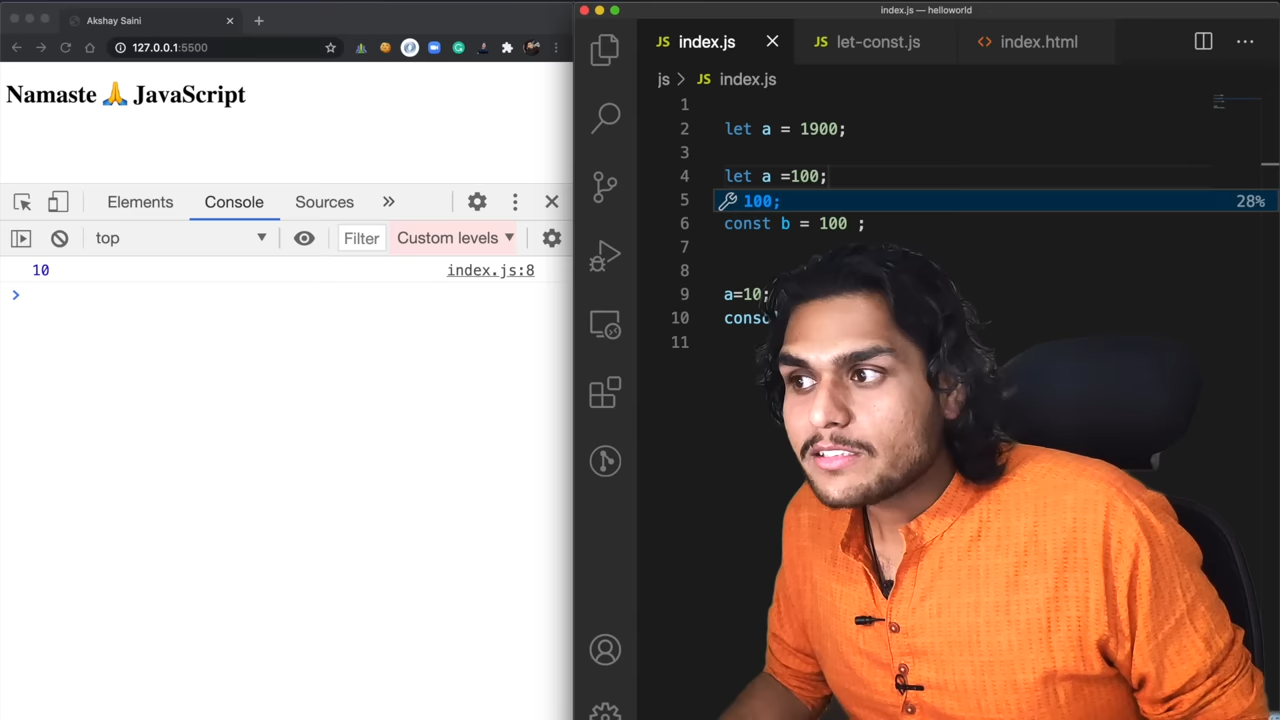 Akshay Saini
127.0.0.1:5500
Namaste 🙏 JavaScript
Elements
Console
Sources
top
Filter
Custom levels
10
index.js:8
index.js — helloworld
JS index.js
JS let-const.js
<> index.html
js > JS index.js
1
2 let a = 1900;
3
4 let a =100;
5 100; 28%
6 const b = 100 ;
7
8
9 a=10;
10 conso
11